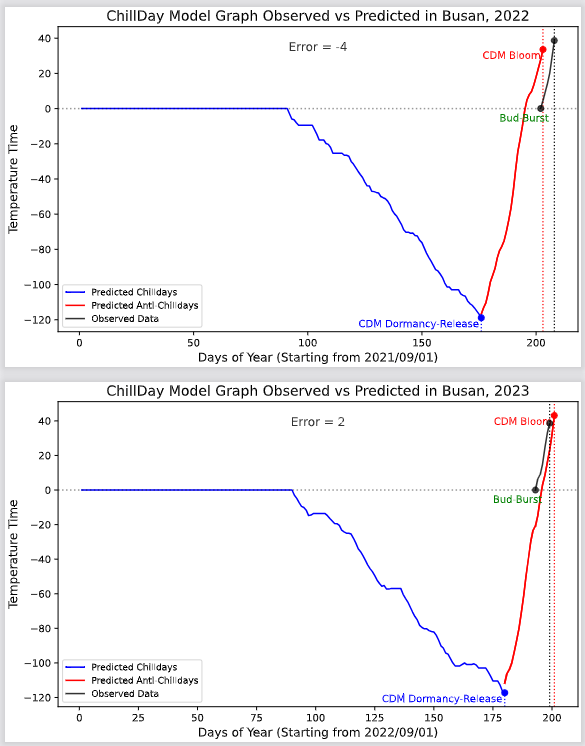 ChillDay Model Graph Observed vs Predicted in Busan, 2022
Error = -4
CDM Bloom
Bud-Burst
CDM Dormancy-Release
40
20
0
−20
−40
−60
−80
−100
−120
Temperature Time
Predicted Chilldays
Predicted Anti-Chilldays
Observed Data
0 50 100 150 200
Days of Year (Starting from 2021/09/01)
ChillDay Model Graph Observed vs Predicted in Busan, 2023
Error = 2
CDM Bloom
Bud-Burst
CDM Dormancy-Release
40
20
0
−20
−40
−60
−80
−100
−120
Temperature Time
Predicted Chilldays
Predicted Anti-Chilldays
Observed Data
0 25 50 75 100 125 150 175 200
Days of Year (Starting from 2022/09/01)